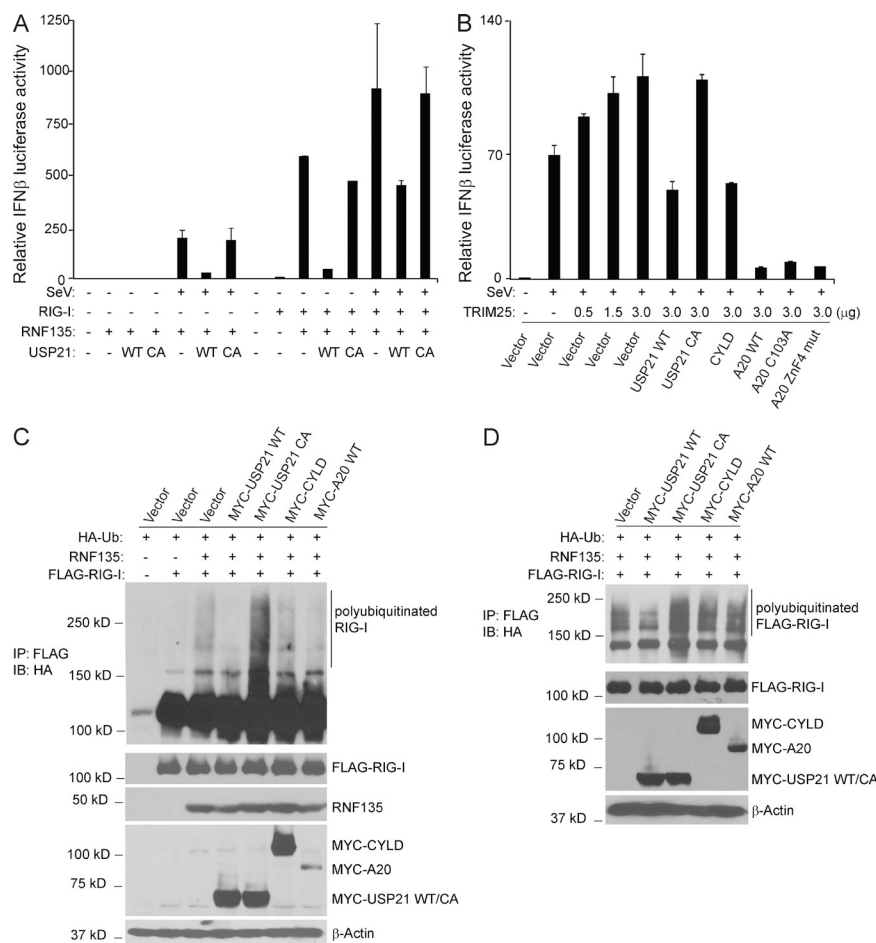 A
Relative IFNβ luciferase activity
1250
1000
750
500
250
0
SeV: - - - - + + + - - - - - + + +
RIG-I: - - - - - - - - + + + + + + +
RNF135: - + + + + + + - - + + + + + +
USP21: - - WT CA - WT CA - - - WT CA - WT CA
B
Relative IFNβ luciferase activity
140
70
0
SeV: - + + + + + + + + + +
TRIM25: - - 0.5 1.5 3.0 3.0 3.0 3.0 3.0 3.0 3.0 (μg)
Vector
Vector
Vector
Vector
Vector
USP21 WT
USP21 CA
CYLD
A20 WT
A20 C103A
A20 ZnF4 mut
C
Vector
Vector
Vector
MYC-USP21 WT
MYC-USP21 CA
MYC-CYLD
MYC-A20 WT
HA-Ub: + + + + + + +
RNF135: - - + + + + +
FLAG-RIG-I: - + + + + + +
250 kD
polyubiquitinated
RIG-I
IP: FLAG
IB: HA
150 kD
100 kD
100 kD
FLAG-RIG-I
50 kD
RNF135
100 kD
MYC-CYLD
MYC-A20
75 kD
MYC-USP21 WT/CA
37 kD
β-Actin
D
Vector
MYC-USP21 WT
MYC-USP21 CA
MYC-CYLD
MYC-A20 WT
HA-Ub: + + + + +
RNF135: + + + + +
FLAG-RIG-I: + + + + +
250 kD
polyubiquitinated
FLAG-RIG-I
IP: FLAG
IB: HA
150 kD
FLAG-RIG-I
100 kD
MYC-CYLD
100 kD
MYC-A20
75 kD
MYC-USP21 WT/CA
β-Actin
37 kD